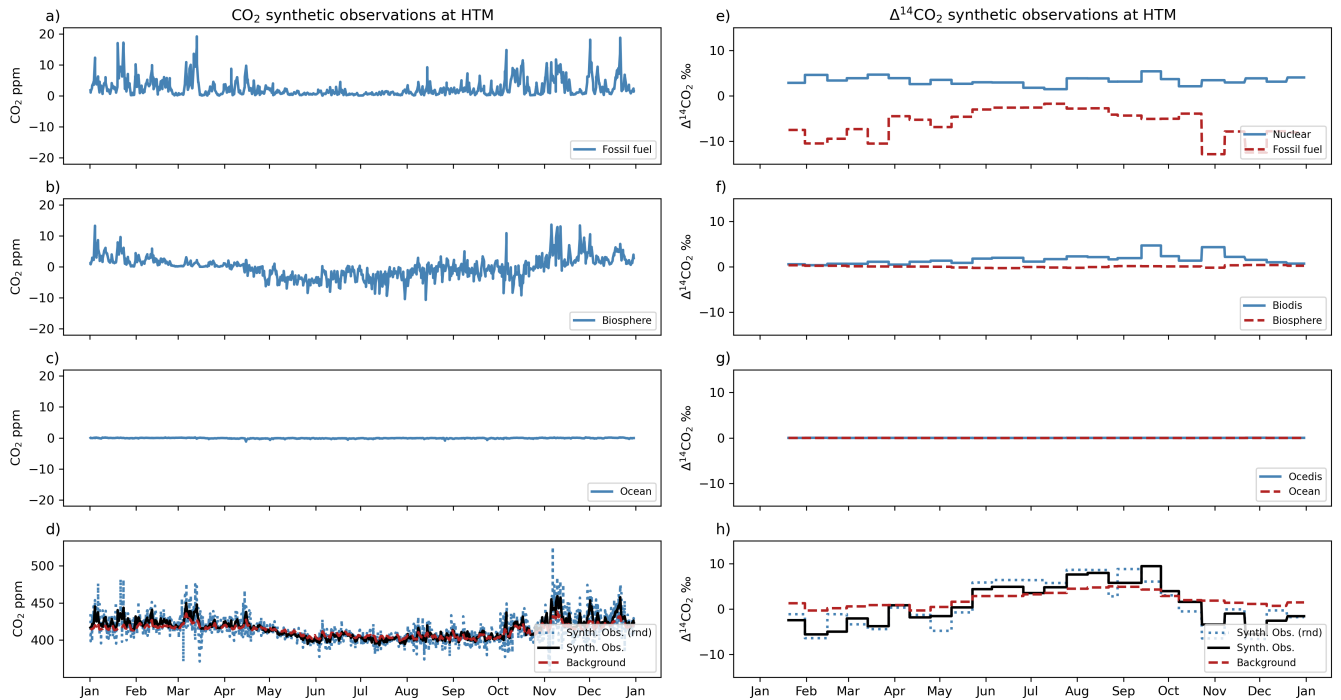 CO2 synthetic observations at HTM
a)
CO2 ppm
20
10
0
−10
−20
Fossil fuel
Jan Feb Mar Apr May Jun Jul Aug Sep Oct Nov Dec Jan
b)
CO2 ppm
20
10
0
−10
−20
Biosphere
c)
CO2 ppm
20
10
0
−10
−20
Ocean
d)
CO2 ppm
500
450
400
Synth. Obs. (rnd)
Synth. Obs.
Background
Δ14CO2 synthetic observations at HTM
e)
Δ14CO2 ‰
10
0
−10
Nuclear
Fossil fuel
f)
Δ14CO2 ‰
10
0
−10
Biodis
Biosphere
g)
Δ14CO2 ‰
10
0
−10
Ocedis
Ocean
h)
Δ14CO2 ‰
10
0
−10
Synth. Obs. (rnd)
Synth. Obs.
Background
Jan Feb Mar Apr May Jun Jul Aug Sep Oct Nov Dec Jan